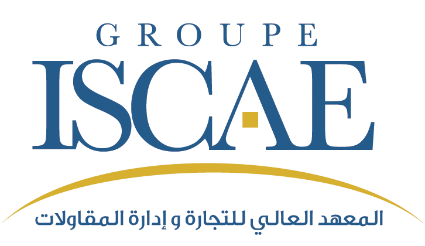 GROUPE
ISCAE
المعهد العالي للتجارة و إدارة المقاولات